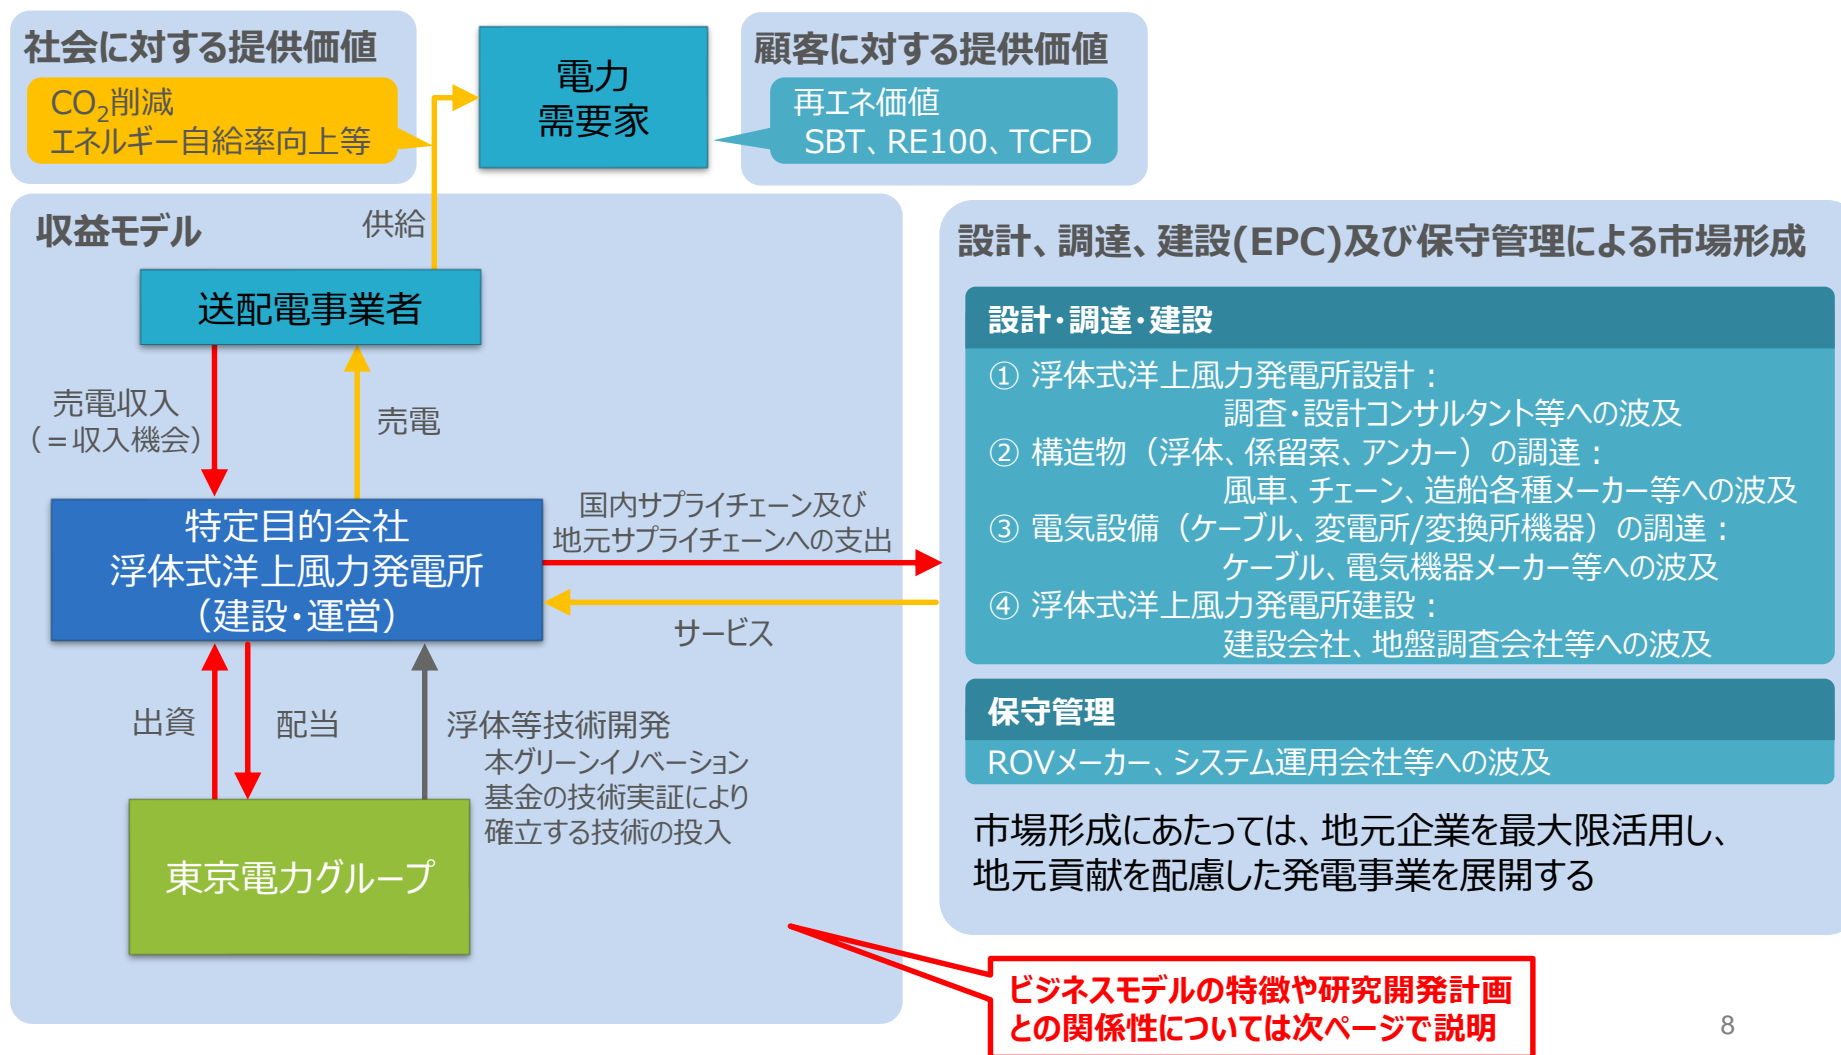 社会に対する提供価値
CO₂削減
エネルギー自給率向上等
電力
需要家
顧客に対する提供価値
再エネ価値
SBT、RE100、TCFD
収益モデル
供給
送配電事業者
売電収入
（=収入機会）
売電
特定目的会社
浮体式洋上風力発電所
（建設・運営）
国内サプライチェーン及び
地元サプライチェーンへの支出
サービス
出資
配当
浮体等技術開発
本グリーンイノベーション
基金の技術実証により
確立する技術の投入
東京電力グループ
設計、調達、建設(EPC)及び保守管理による市場形成
設計・調達・建設
① 浮体式洋上風力発電所設計：
調査・設計コンサルタント等への波及
② 構造物（浮体、係留索、アンカー）の調達：
風車、チェーン、造船各種メーカー等への波及
③ 電気設備（ケーブル、変電所/変換所機器）の調達：
ケーブル、電気機器メーカー等への波及
④ 浮体式洋上風力発電所建設：
建設会社、地盤調査会社等への波及
保守管理
ROVメーカー、システム運用会社等への波及
市場形成にあたっては、地元企業を最大限活用し、
地元貢献を配慮した発電事業を展開する
ビジネスモデルの特徴や研究開発計画
との関係性については次ページで説明
8